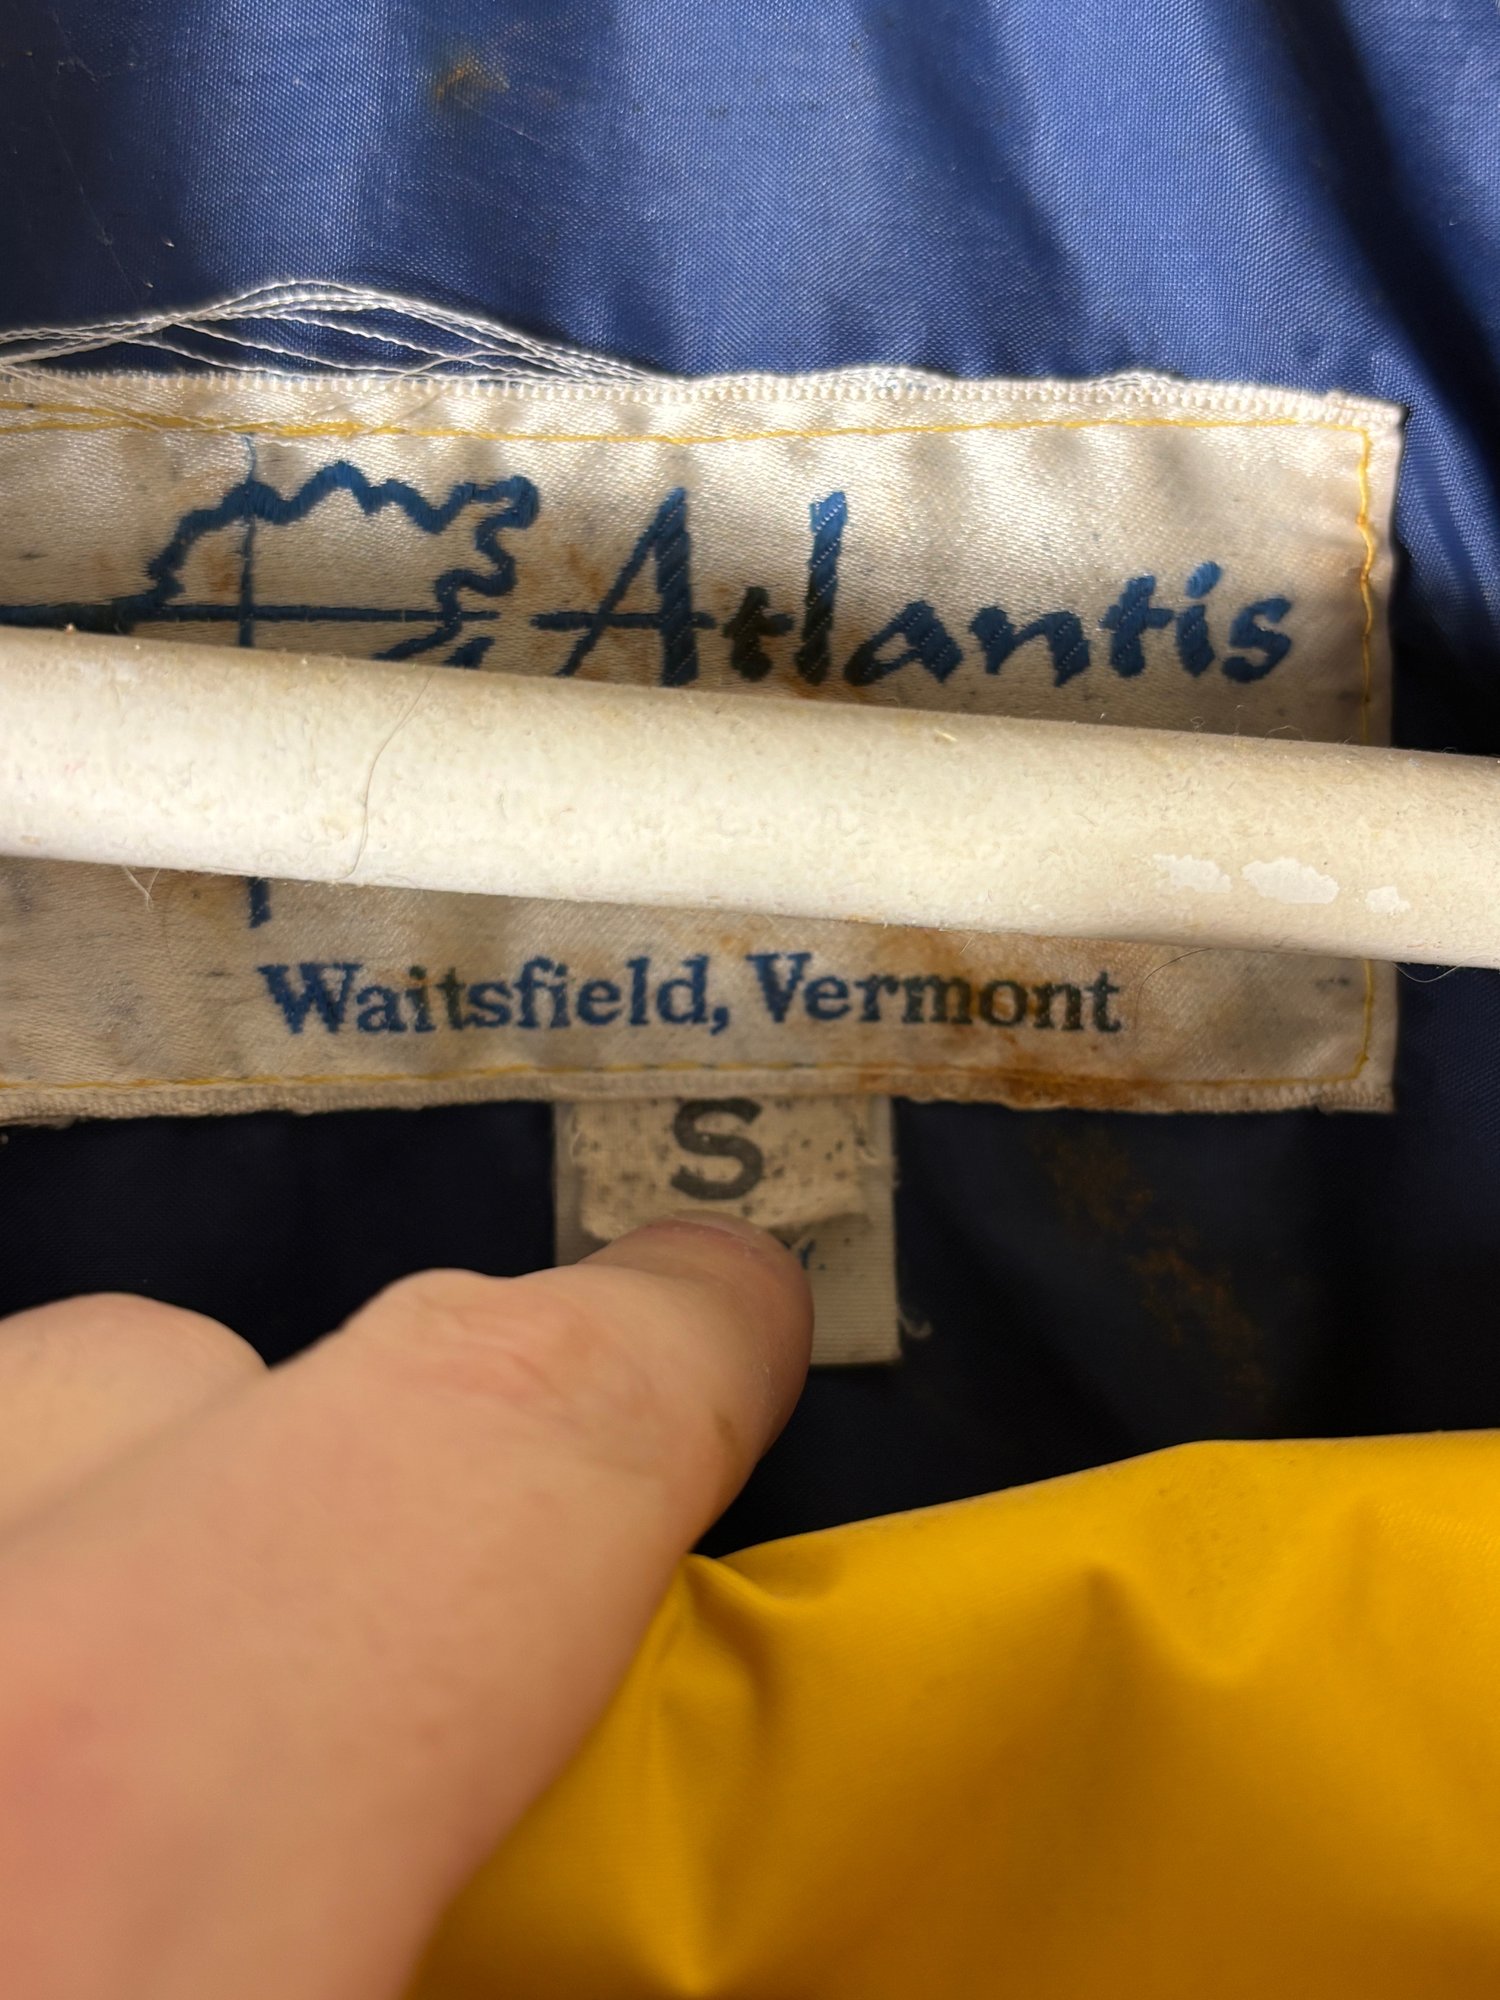 Atlantis
Waitsfield, Vermont
S